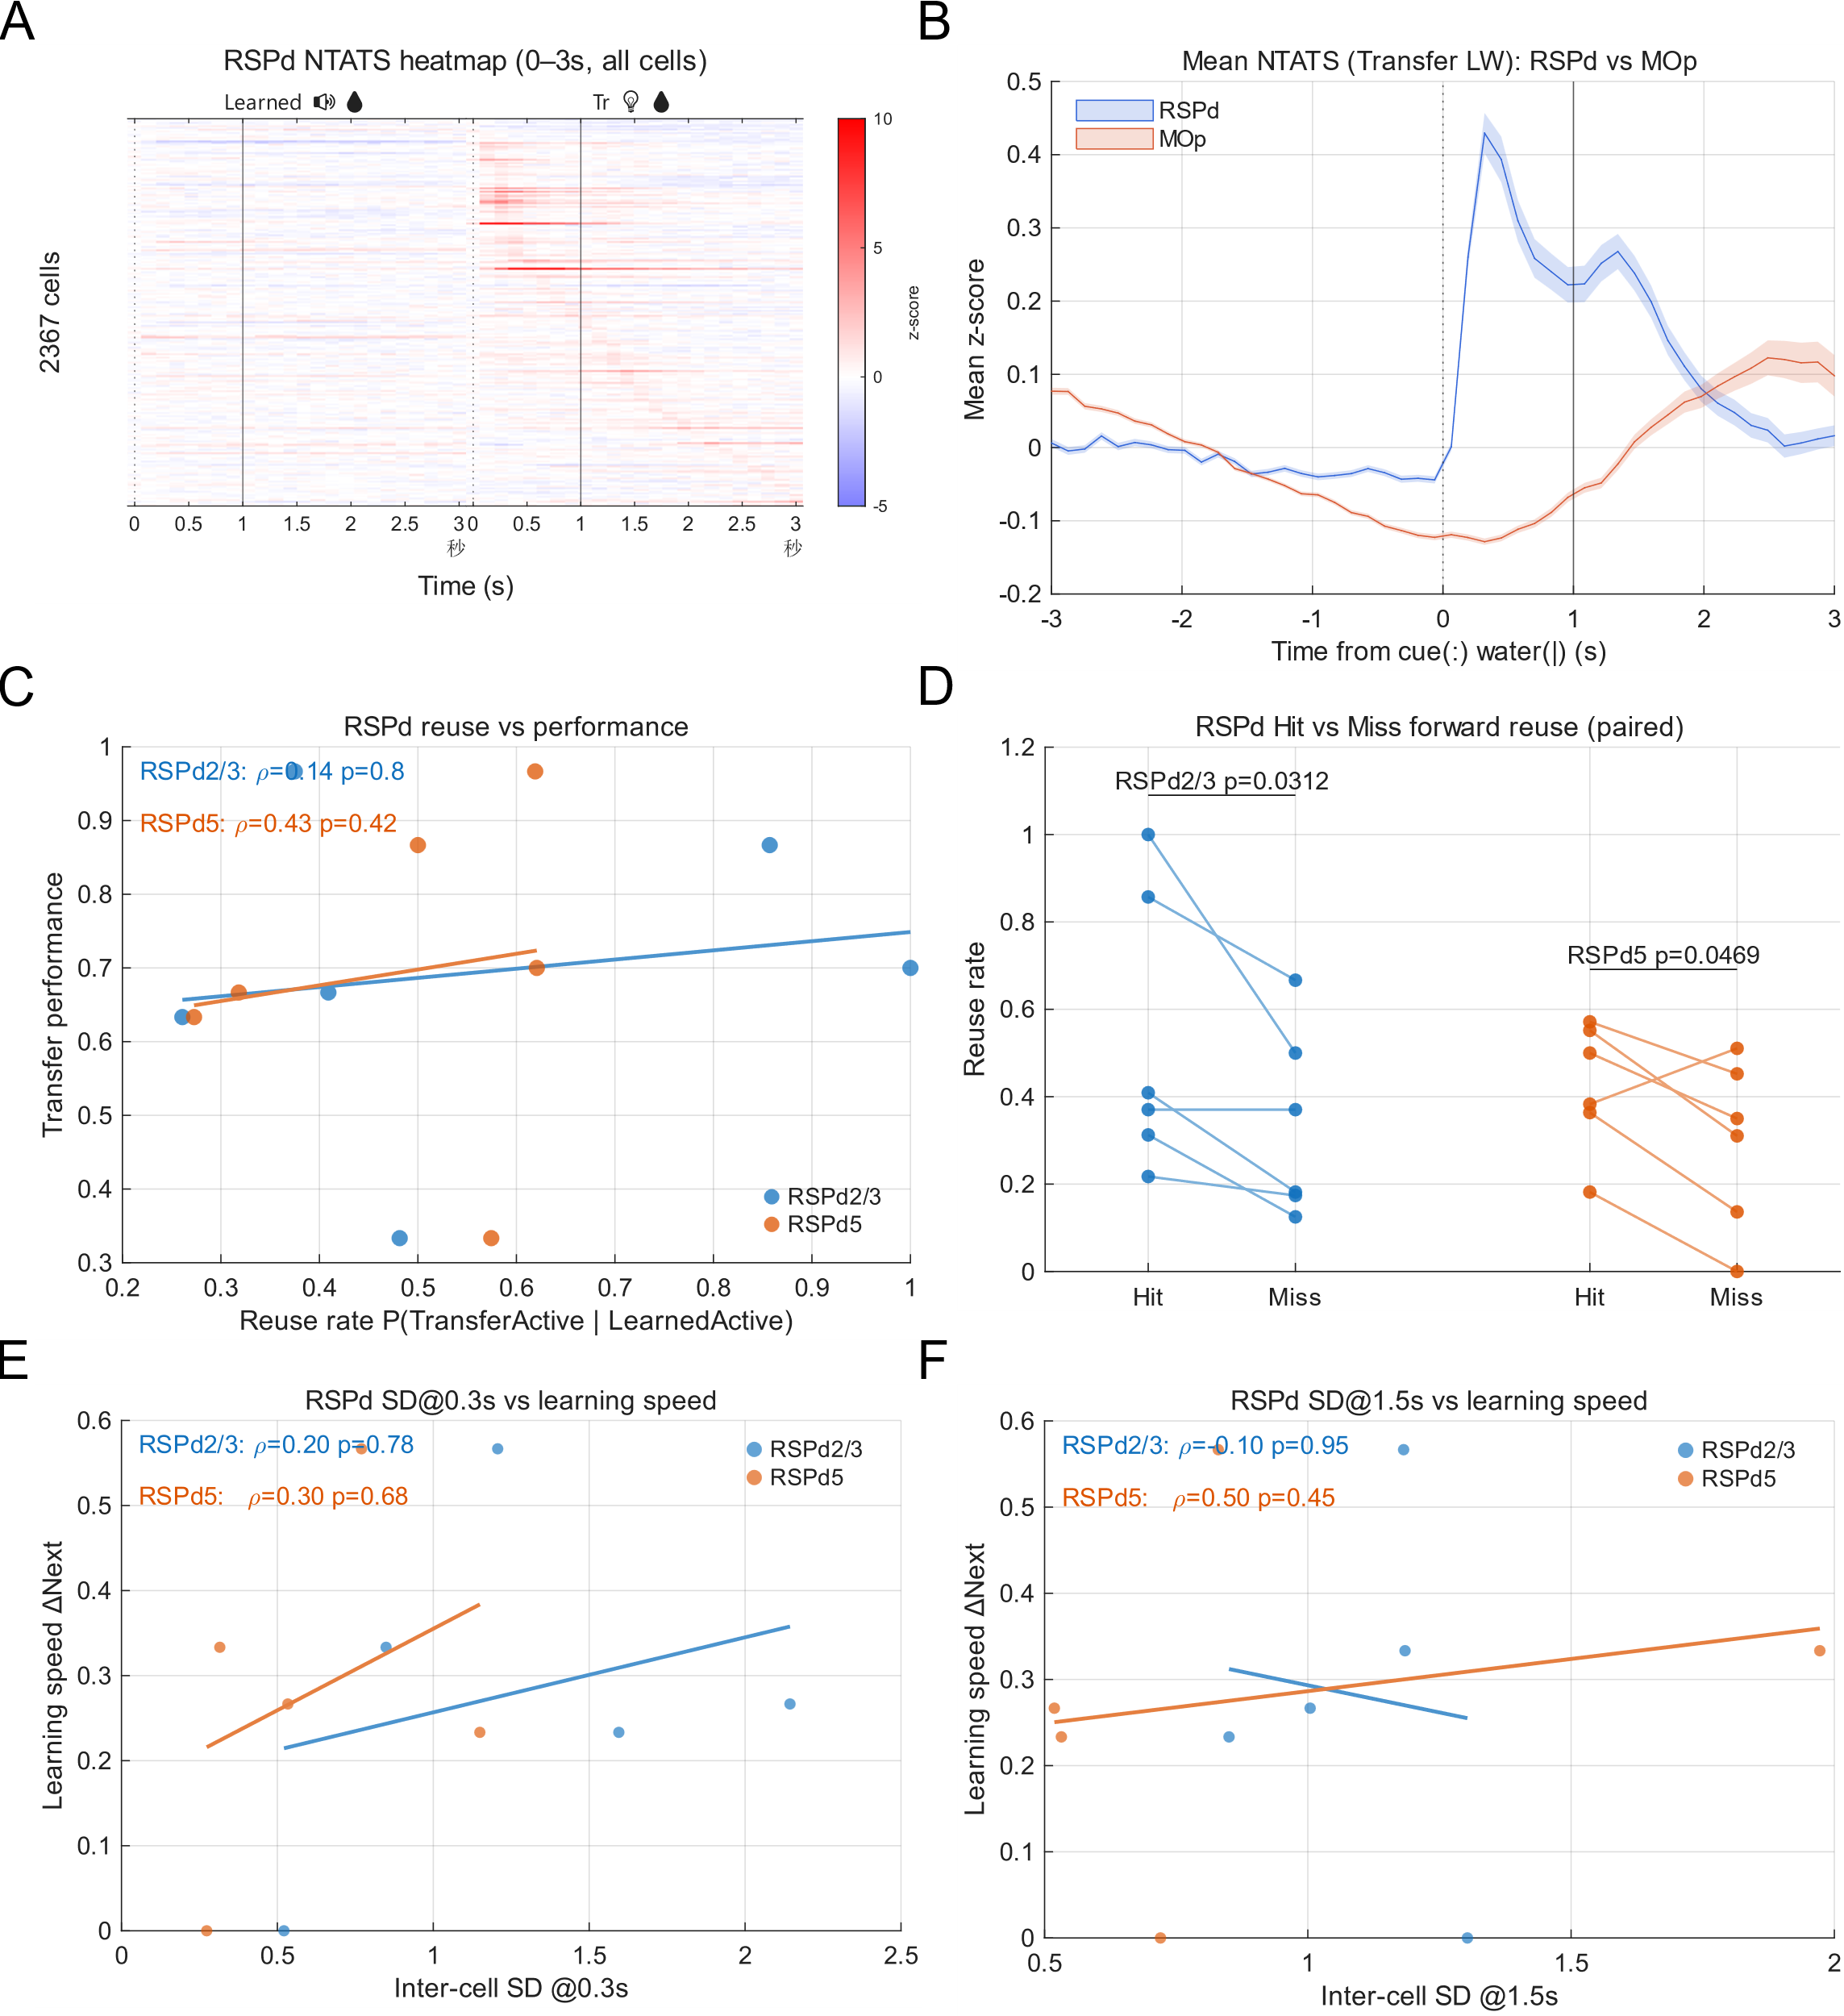 A
RSPd NTATS heatmap (0–3s, all cells)
Learned
Tr
2367 cells
0 0.5 1 1.5 2 2.5 3 0 0.5 1 1.5 2 2.5 3
秒 秒
Time (s)
10
5
0
-5
z-score
B
Mean NTATS (Transfer LW): RSPd vs MOp
RSPd
MOp
Mean z-score
0.5
0.4
0.3
0.2
0.1
0
-0.1
-0.2
-3 -2 -1 0 1 2 3
Time from cue(:) water(|) (s)
C
RSPd reuse vs performance
RSPd2/3: ρ=0.14 p=0.8
RSPd5: ρ=0.43 p=0.42
Transfer performance
1
0.9
0.8
0.7
0.6
0.5
0.4
0.3
RSPd2/3
RSPd5
0.2 0.3 0.4 0.5 0.6 0.7 0.8 0.9 1
Reuse rate P(TransferActive | LearnedActive)
D
RSPd Hit vs Miss forward reuse (paired)
RSPd2/3 p=0.0312
RSPd5 p=0.0469
Reuse rate
1.2
1
0.8
0.6
0.4
0.2
0
Hit Miss Hit Miss
E
RSPd SD@0.3s vs learning speed
RSPd2/3: ρ=0.20 p=0.78
RSPd5: ρ=0.30 p=0.68
RSPd2/3
RSPd5
Learning speed ΔNext
0.6
0.5
0.4
0.3
0.2
0.1
0
0 0.5 1 1.5 2 2.5
Inter-cell SD @0.3s
F
RSPd SD@1.5s vs learning speed
RSPd2/3: ρ=-0.10 p=0.95
RSPd5: ρ=0.50 p=0.45
RSPd2/3
RSPd5
Learning speed ΔNext
0.6
0.5
0.4
0.3
0.2
0.1
0
0.5 1 1.5 2
Inter-cell SD @1.5s